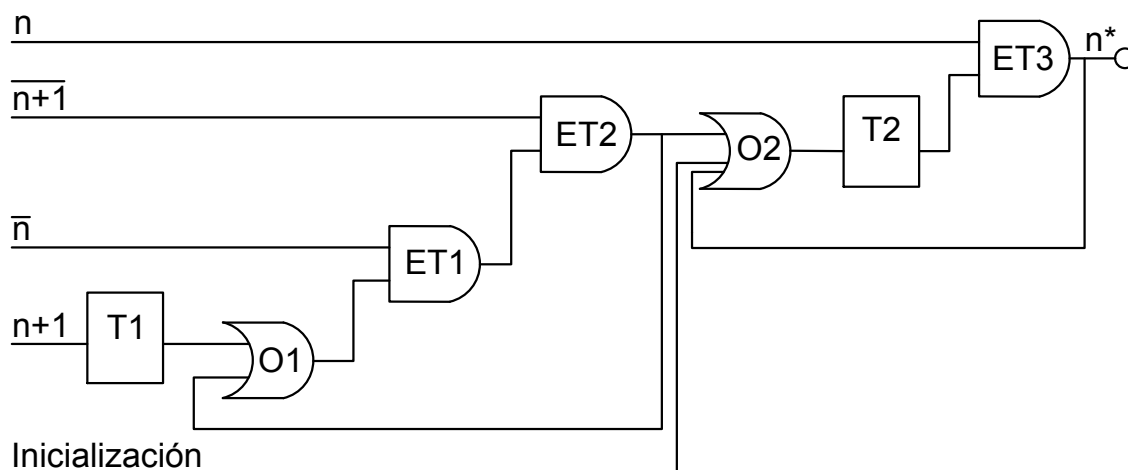 n
n*
ET3
n+1
T2
ET2
O2
n̅
ET1
n+1
T1
O1
Inicialización